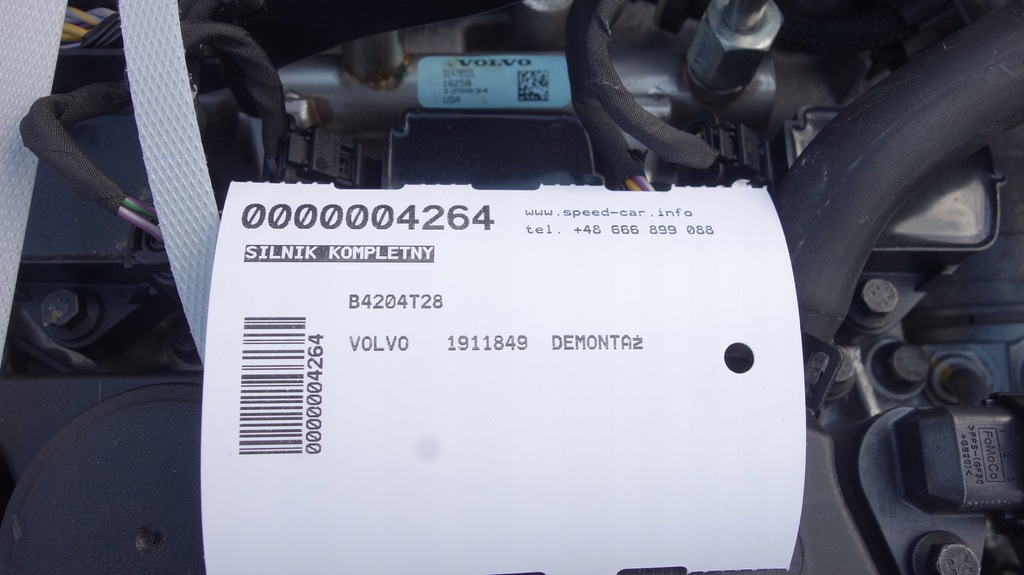 VOLVO
USA
0000004264
www.speed-car.info
tel. +48 666 899 088
SILNIK KOMPLETNY
B4204T28
VOLVO 1911849 DEMONTAż
0000004264
FoMoCo